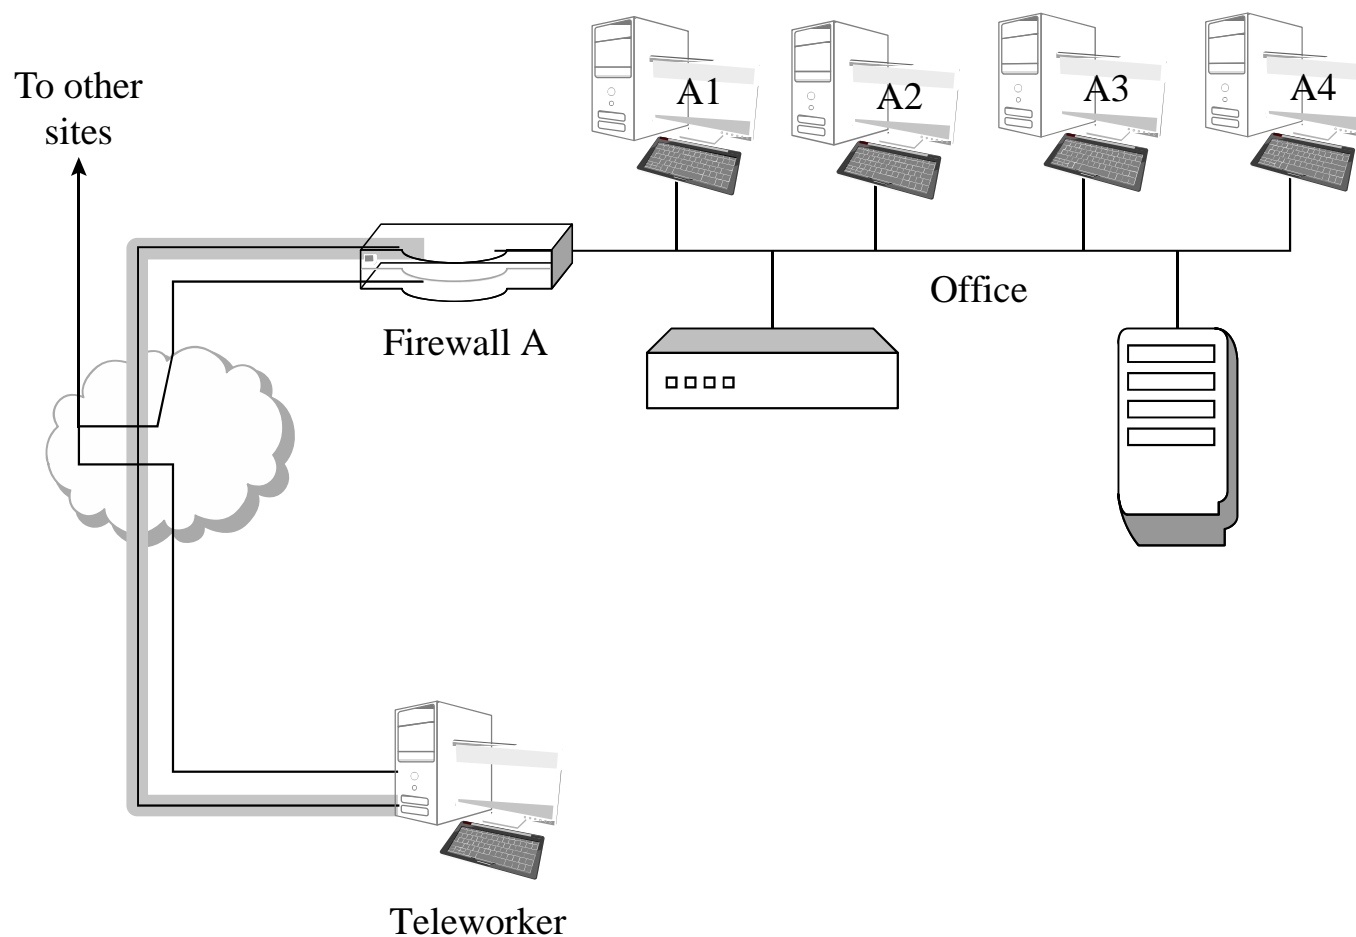 A1
A2
A3
A4
To other
sites
Office
Firewall A
Teleworker